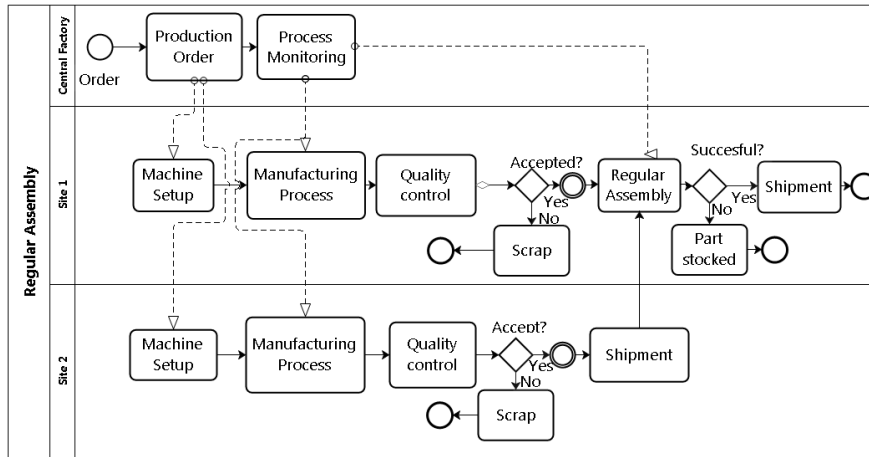 Regular Assembly
Central Factory
Order
Production
Order
Process
Monitoring
Site 1
Machine
Setup
Manufacturing
Process
Quality
control
Accepted?
Yes
No
Scrap
Regular
Assembly
Succesful?
Yes
No
Shipment
Part
stocked
Site 2
Machine
Setup
Manufacturing
Process
Quality
control
Accept?
Yes
No
Scrap
Shipment